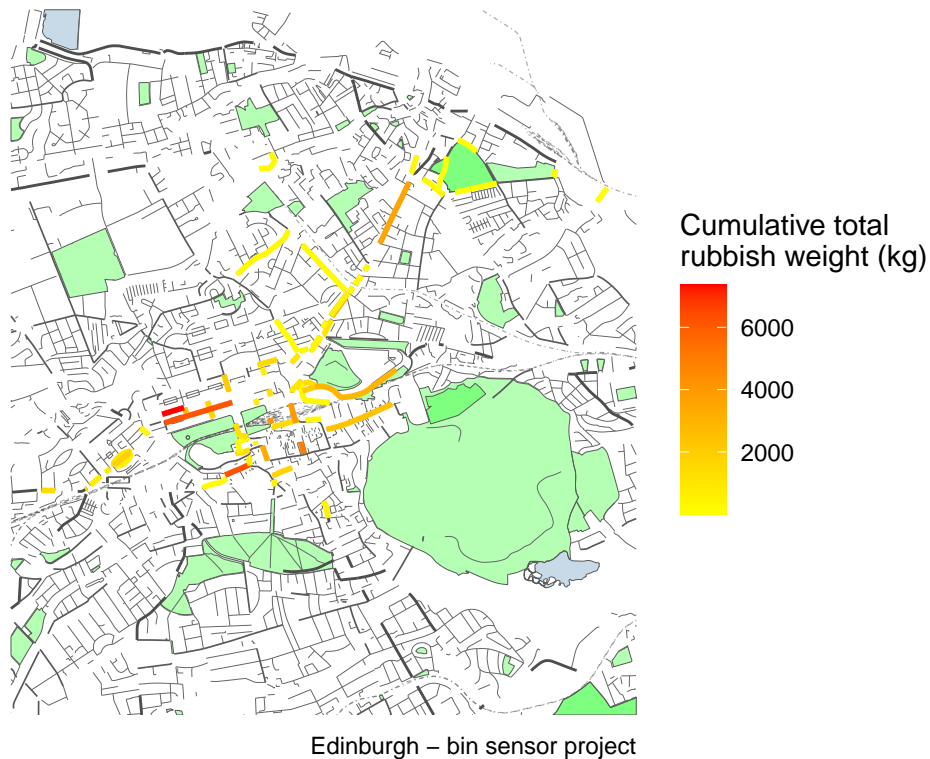 Cumulative total
rubbish weight (kg)
6000
4000
2000
Edinburgh – bin sensor project